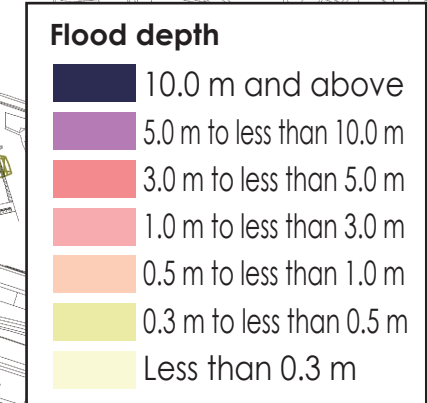 Flood depth
10.0 m and above
5.0 m to less than 10.0 m
3.0 m to less than 5.0 m
1.0 m to less than 3.0 m
0.5 m to less than 1.0 m
0.3 m to less than 0.5 m
Less than 0.3 m